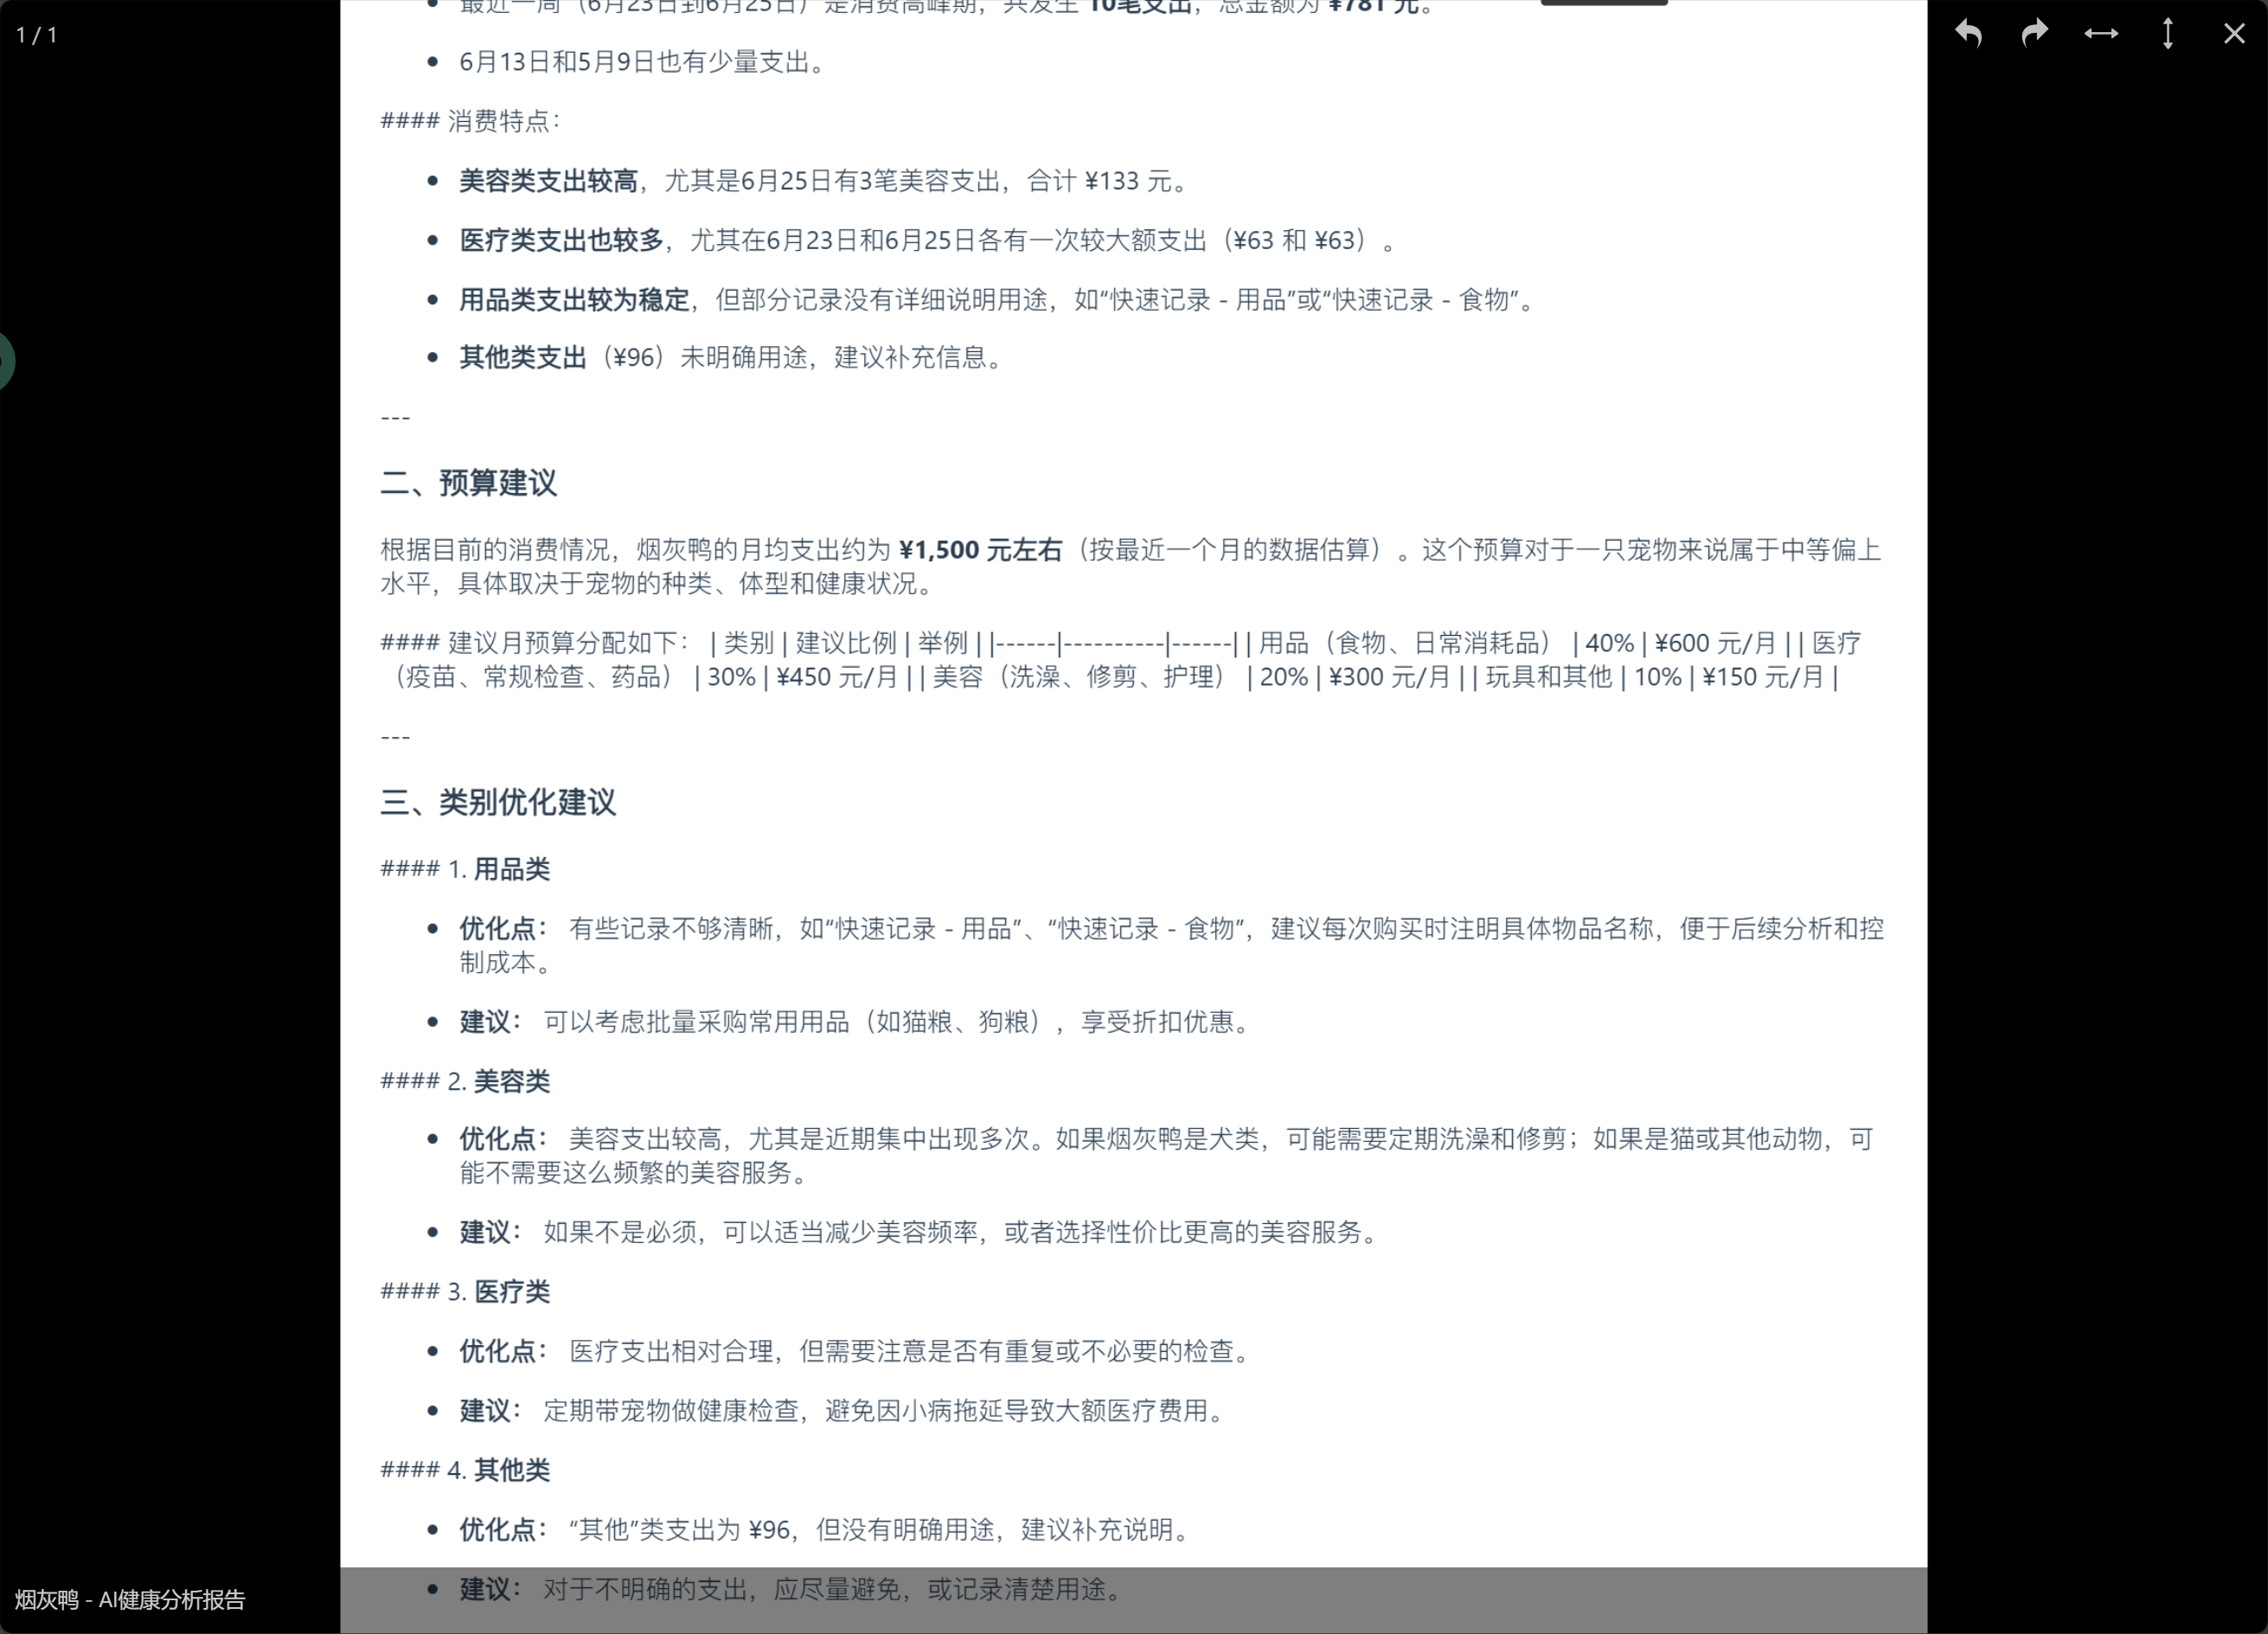 1 / 1
最近一周（6月23日到6月25日）是消费高峰期，共发生 10笔支出，总金额为 ¥781 元。
6月13日和5月9日也有少量支出。
#### 消费特点：
美容类支出较高，尤其是6月25日有3笔美容支出，合计 ¥133 元。
医疗类支出也较多，尤其在6月23日和6月25日各有一次较大额支出（¥63 和 ¥63）。
用品类支出较为稳定，但部分记录没有详细说明用途，如“快速记录 - 用品”或“快速记录 - 食物”。
其他类支出（¥96）未明确用途，建议补充信息。
---
二、预算建议
根据目前的消费情况，烟灰鸭的月均支出约为 ¥1,500 元左右（按最近一个月的数据估算）。这个预算对于一只宠物来说属于中等偏上
水平，具体取决于宠物的种类、体型和健康状况。
#### 建议月预算分配如下： | 类别 | 建议比例 | 举例 | |------|----------|------| | 用品（食物、日常消耗品） | 40% | ¥600 元/月 | | 医疗
（疫苗、常规检查、药品） | 30% | ¥450 元/月 | | 美容（洗澡、修剪、护理） | 20% | ¥300 元/月 | | 玩具和其他 | 10% | ¥150 元/月 |
---
三、类别优化建议
#### 1. 用品类
优化点： 有些记录不够清晰，如“快速记录 - 用品”、“快速记录 - 食物”，建议每次购买时注明具体物品名称，便于后续分析和控
制成本。
建议： 可以考虑批量采购常用用品（如猫粮、狗粮），享受折扣优惠。
#### 2. 美容类
优化点： 美容支出较高，尤其是近期集中出现多次。如果烟灰鸭是犬类，可能需要定期洗澡和修剪；如果是猫或其他动物，可
能不需要这么频繁的美容服务。
建议： 如果不是必须，可以适当减少美容频率，或者选择性价比更高的美容服务。
#### 3. 医疗类
优化点： 医疗支出相对合理，但需要注意是否有重复或不必要的检查。
建议： 定期带宠物做健康检查，避免因小病拖延导致大额医疗费用。
#### 4. 其他类
优化点： “其他”类支出为 ¥96，但没有明确用途，建议补充说明。
建议： 对于不明确的支出，应尽量避免，或记录清楚用途。
烟灰鸭 - AI健康分析报告